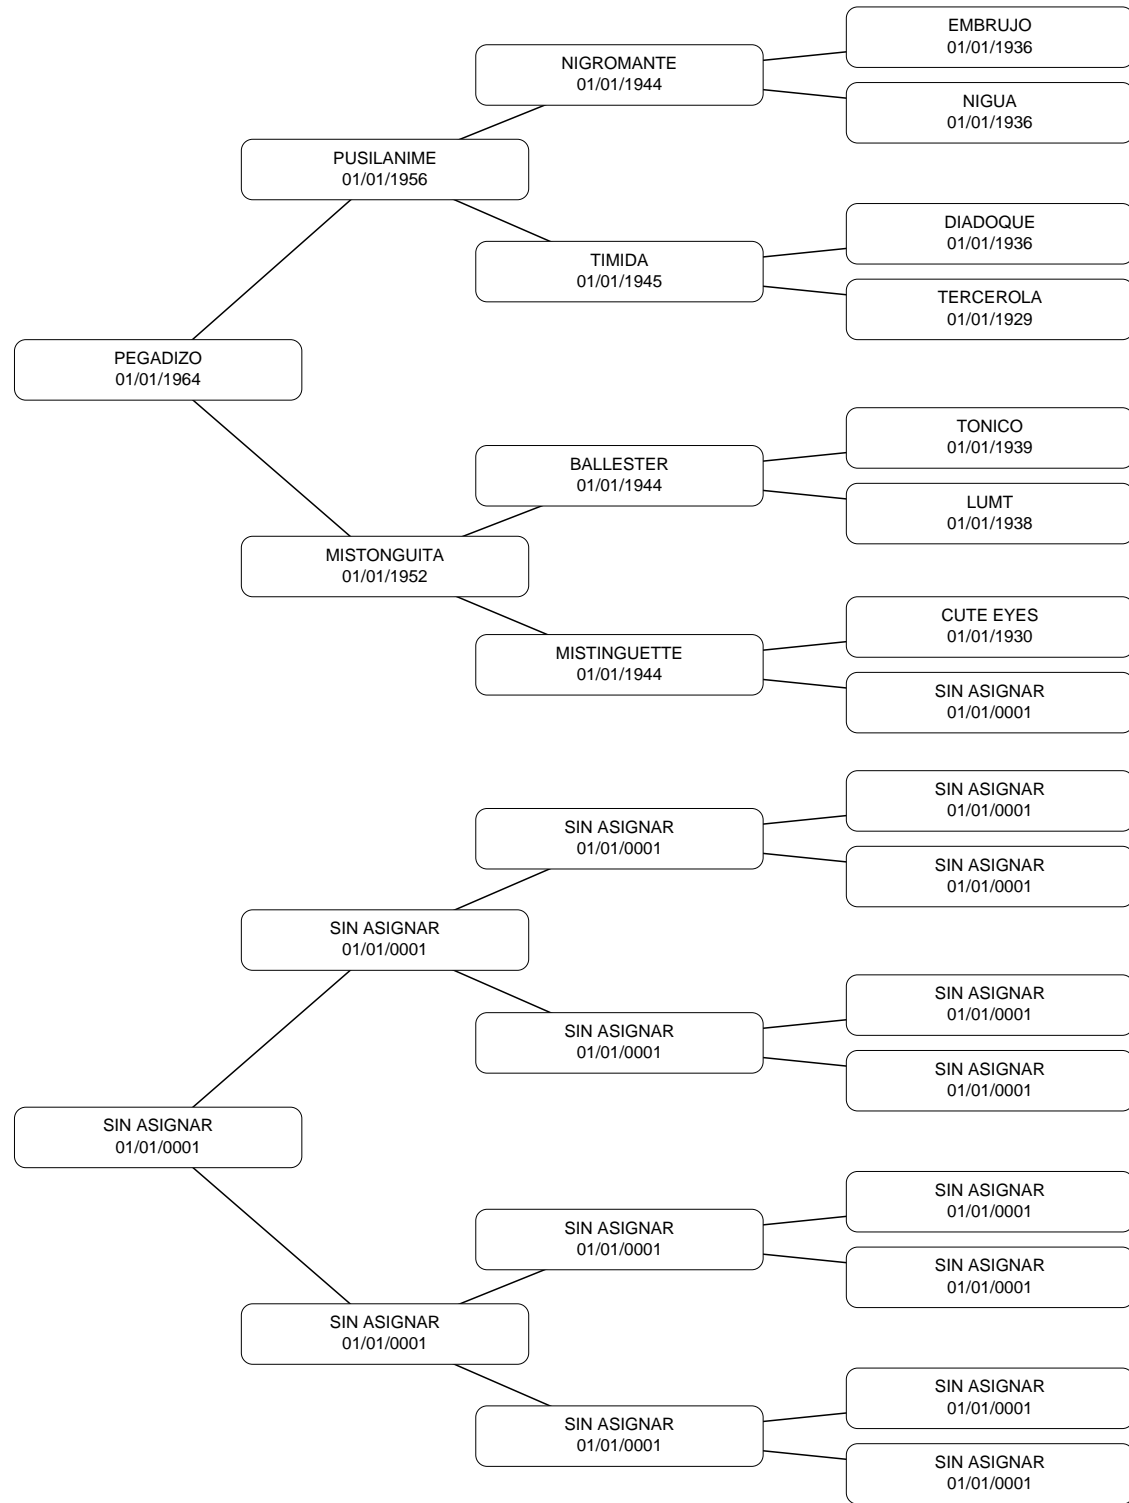 EMBRUJO
01/01/1936
NIGROMANTE
01/01/1944
NIGUA
01/01/1936
PUSILANIME
01/01/1956
DIADOQUE
01/01/1936
TIMIDA
01/01/1945
TERCEROLA
01/01/1929
PEGADIZO
01/01/1964
TONICO
01/01/1939
BALLESTER
01/01/1944
LUMT
01/01/1938
MISTONGUITA
01/01/1952
CUTE EYES
01/01/1930
MISTINGUETTE
01/01/1944
SIN ASIGNAR
01/01/0001
SIN ASIGNAR
01/01/0001
SIN ASIGNAR
01/01/0001
SIN ASIGNAR
01/01/0001
SIN ASIGNAR
01/01/0001
SIN ASIGNAR
01/01/0001
SIN ASIGNAR
01/01/0001
SIN ASIGNAR
01/01/0001
SIN ASIGNAR
01/01/0001
SIN ASIGNAR
01/01/0001
SIN ASIGNAR
01/01/0001
SIN ASIGNAR
01/01/0001
SIN ASIGNAR
01/01/0001
SIN ASIGNAR
01/01/0001
SIN ASIGNAR
01/01/0001
SIN ASIGNAR
01/01/0001